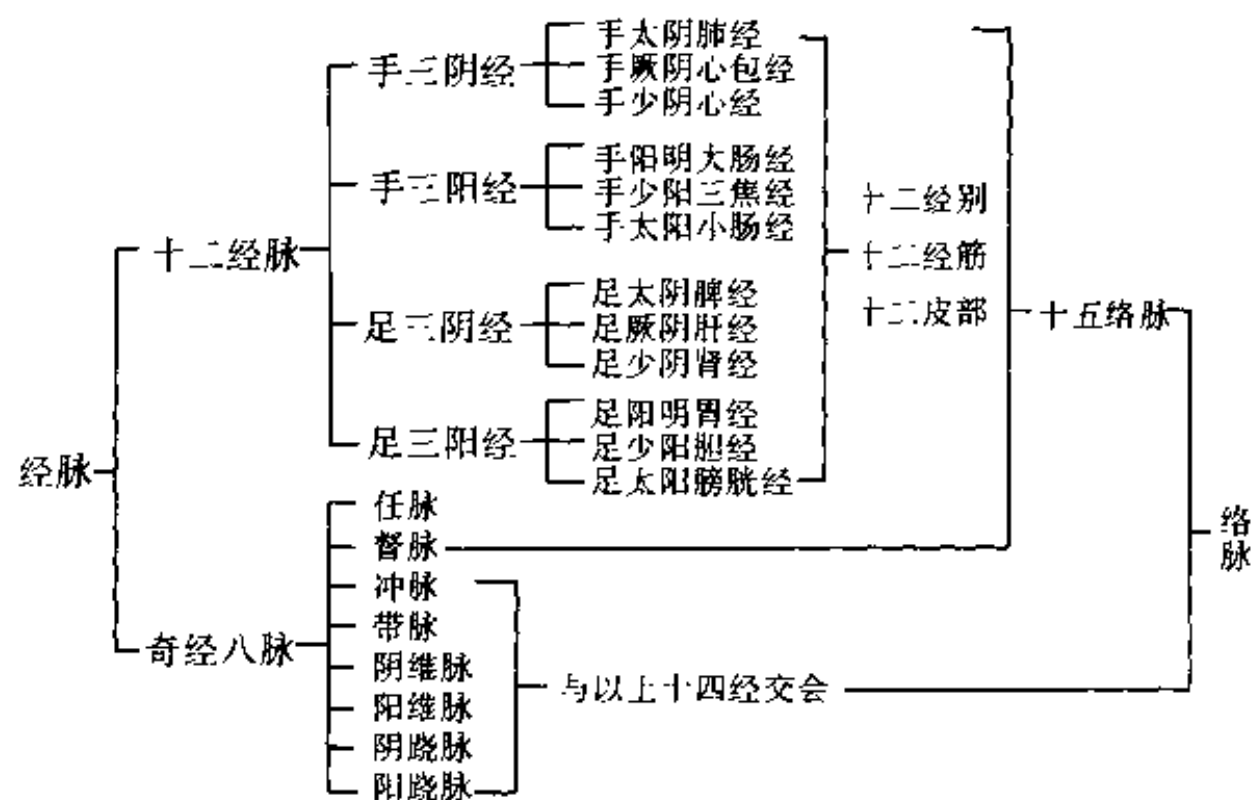 经脉
十二经脉
手三阴经
手太阴肺经
手厥阴心包经
手少阴心经
手三阳经
手阳明大肠经
手少阳三焦经
手太阳小肠经
足三阴经
足太阴脾经
足厥阴肝经
足少阴肾经
足三阳经
足阳明胃经
足少阳胆经
足太阳膀胱经
十二经别
十二经筋
十二皮部
十五络脉
奇经八脉
任脉
督脉
冲脉
带脉
阴维脉
阳维脉
阴跷脉
阳跷脉
与以上十四经交会
络脉